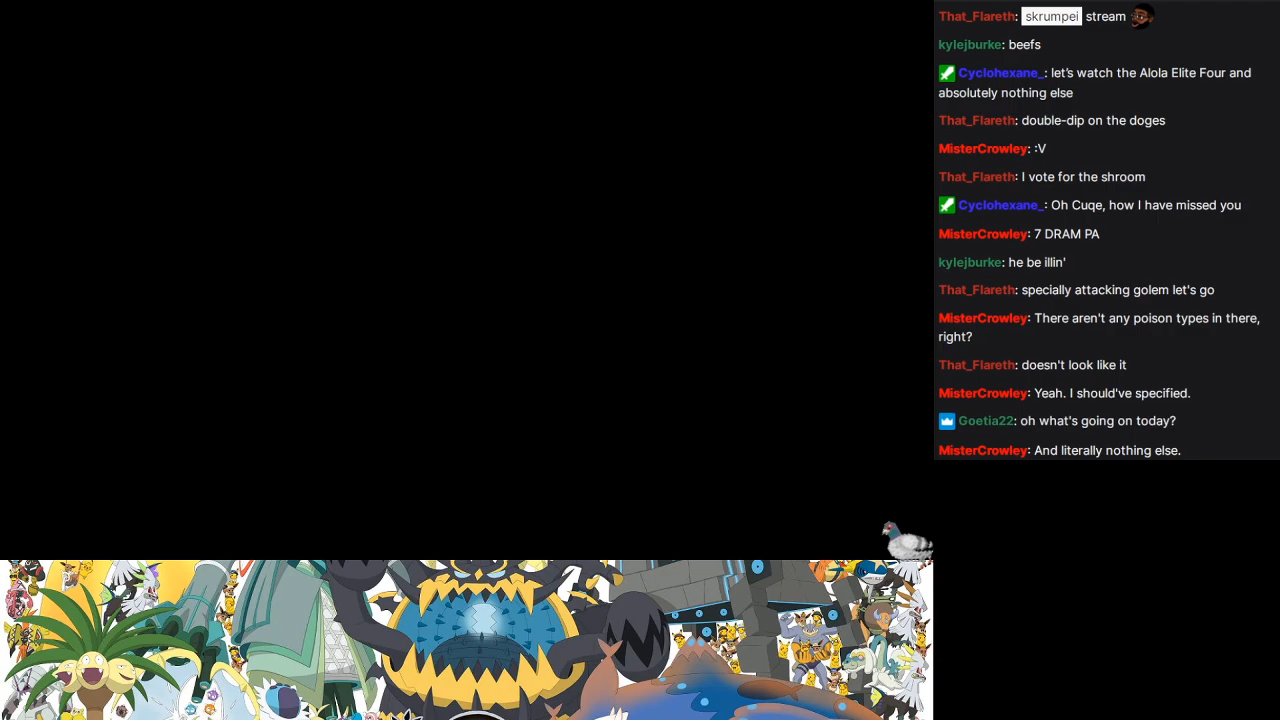 That_Flareth: skrumpei stream
kylejburke: beefs
Cyclohexane_: let's watch the Alola Elite Four and
absolutely nothing else
That_Flareth: double-dip on the doges
MisterCrowley: :V
That_Flareth: I vote for the shroom
Cyclohexane_: Oh Cuqe, how I have missed you
MisterCrowley: 7 DRAM PA
kylejburke: he be illin'
That_Flareth: specially attacking golem let's go
MisterCrowley: There aren't any poison types in there,
right?
That_Flareth: doesn't look like it
MisterCrowley: Yeah. I should've specified.
Goetia22: oh what's going on today?
MisterCrowley: And literally nothing else.